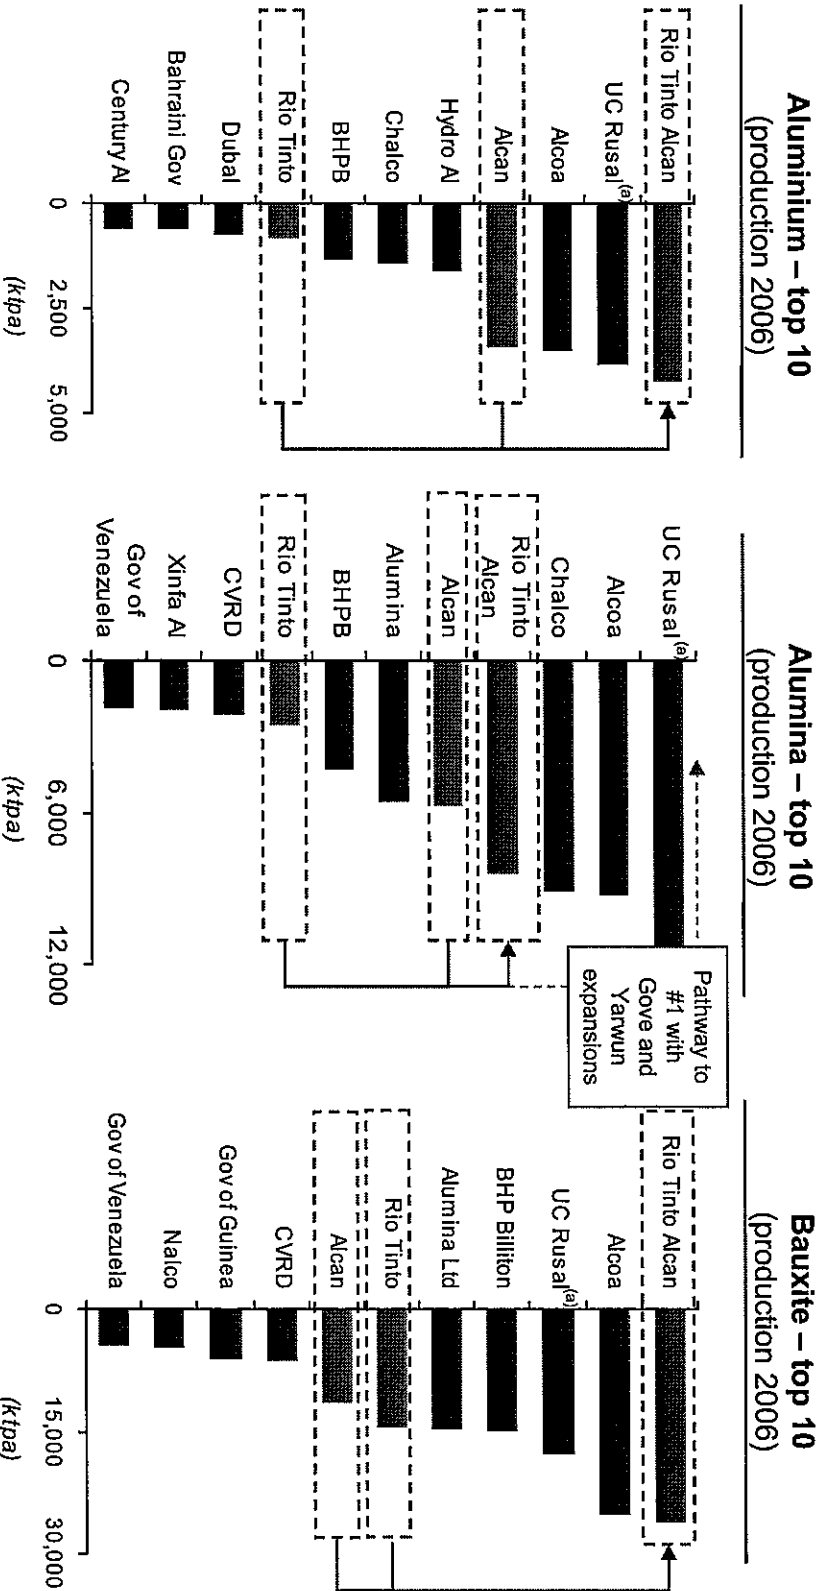 Aluminium – top 10
(production 2006)
Rio Tinto Alcan
UC Rusal(a)
Alcoa
Alcan
Hydro Al
Chalco
BHPB
Rio Tinto
Dubal
Bahraini Gov
Century Al
0
2,500
5,000
(ktpa)
Alumina – top 10
(production 2006)
UC Rusal(a)
Alcoa
Chalco
Rio Tinto
Alcan
Alcan
Alumina
BHPB
Rio Tinto
CVRD
Xinfa Al
Gov of
Venezuela
0
6,000
12,000
(ktpa)
Pathway to
#1 with
Gove and
Yarwun
expansions
Bauxite – top 10
(production 2006)
Rio Tinto Alcan
Alcoa
UC Rusal(a)
BHP Billiton
Alumina Ltd
Rio Tinto
Alcan
CVRD
Gov of Guinea
Nalco
Gov of Venezuela
0
15,000
30,000
(ktpa)